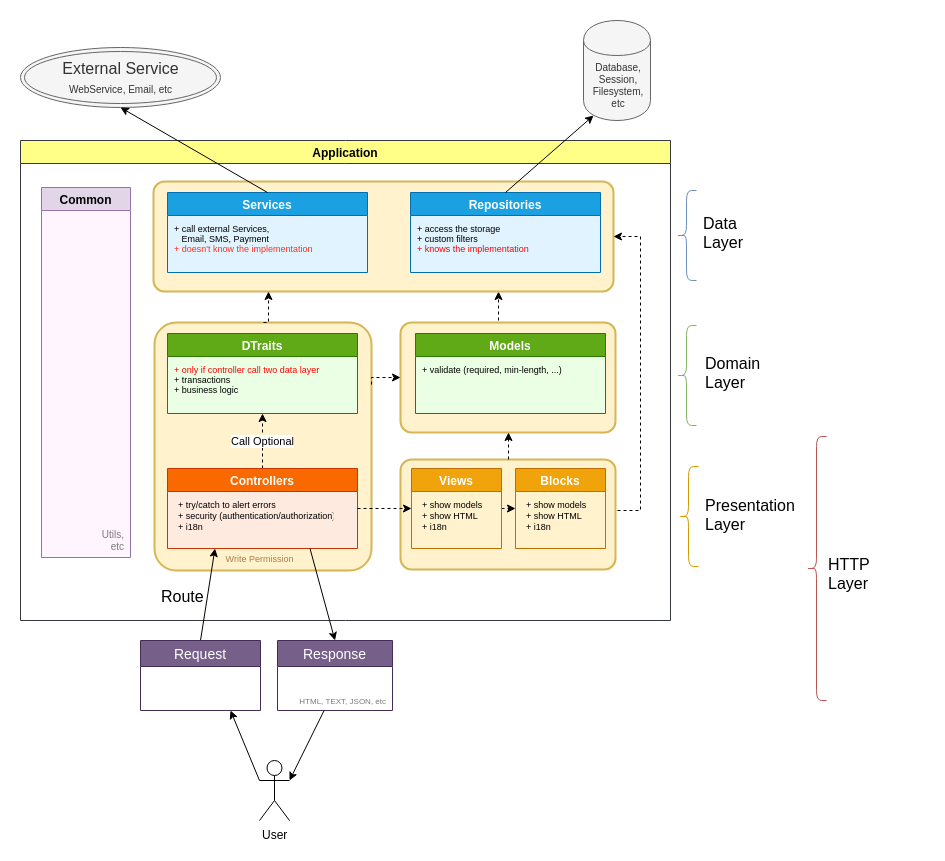 External Service
WebService, Email, etc
Database,
Session,
Filesystem,
etc
Application
Common
Utils,
etc
Services
+ call external Services,
Email, SMS, Payment
+ doesn't know the implementation
Repositories
+ access the storage
+ custom filters
+ knows the implementation
Data
Layer
DTraits
+ only if controller call two data layer
+ transactions
+ business logic
Models
+ validate (required, min-length, ...)
Domain
Layer
Call Optional
Controllers
+ try/catch to alert errors
+ security (authentication/authorization)
+ i18n
Write Permission
Views
+ show models
+ show HTML
+ i18n
Blocks
+ show models
+ show HTML
+ i18n
Presentation
Layer
HTTP
Layer
Route
Request
Response
HTML, TEXT, JSON, etc
User